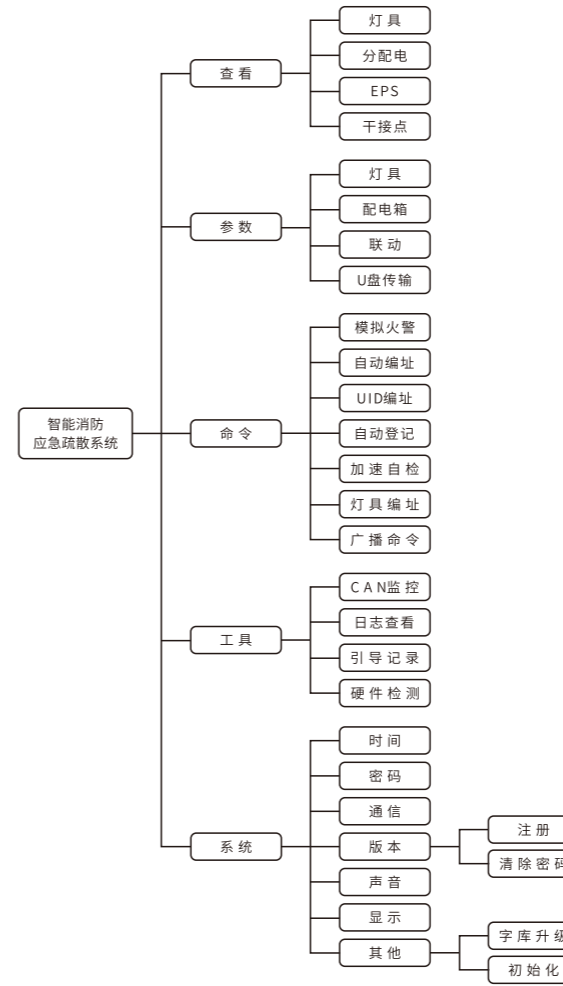 灯具
分配电
查看
EPS
干接点
灯具
配电箱
参数
联动
U盘传输
模拟火警
自动编址
UID编址
智能消防
应急疏散系统
命令
自动登记
加速自检
灯具编址
广播命令
CAN监控
日志查看
工具
引导记录
硬件检测
时间
密码
通信
注册
系统
版本
清除密码
声音
显示
字库升级
其他
初始化